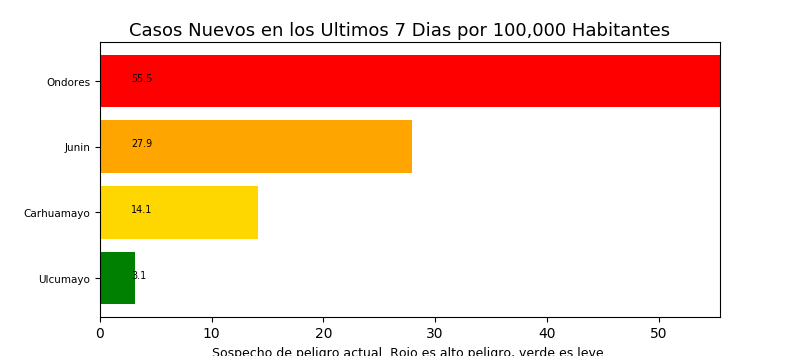 Casos Nuevos en los Ultimos 7 Dias por 100,000 Habitantes
Ondores 55.5
Junin 27.9
Carhuamayo 14.1
Ulcumayo 3.1
0 10 20 30 40 50
Sospecho de peligro actual. Rojo es alto peligro, verde es leve